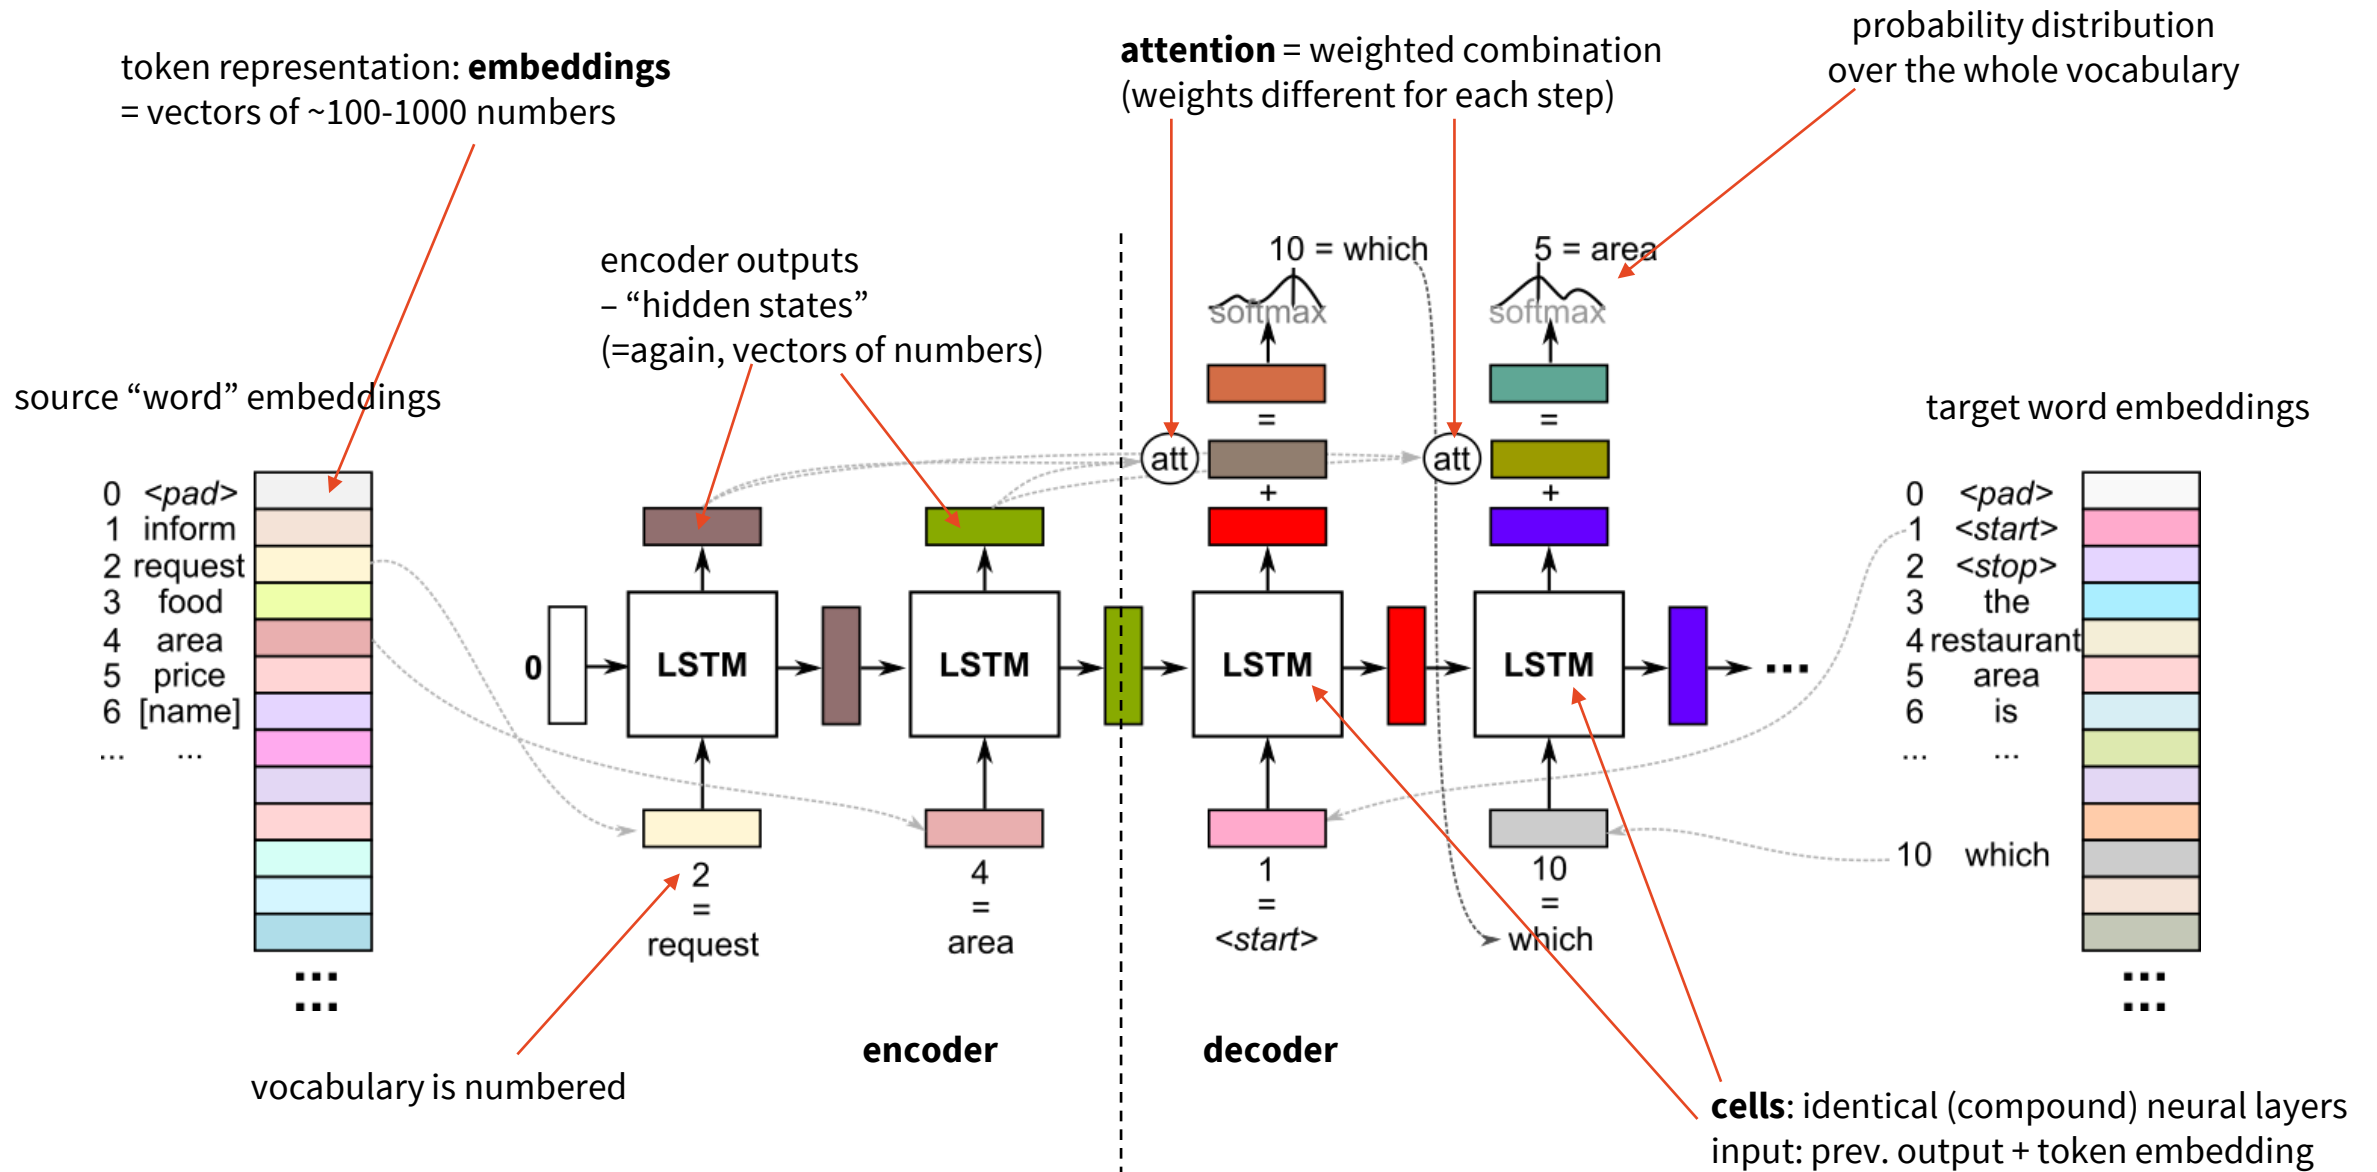 token representation: embeddings
= vectors of ~100-1000 numbers
attention = weighted combination
(weights different for each step)
probability distribution
over the whole vocabulary
encoder outputs
– “hidden states”
(=again, vectors of numbers)
10 = which
softmax
5 = area
softmax
source “word” embeddings
0 <pad>
1 inform
2 request
3 food
4 area
5 price
6 [name]
... ...
...
...
target word embeddings
0 <pad>
1 <start>
2 <stop>
3 the
4 restaurant
5 area
6 is
... ...
10 which
...
...
=
att
+
=
att
+
0
LSTM
LSTM
LSTM
LSTM
...
2
=
request
4
=
area
1
=
<start>
10
=
which
encoder
decoder
vocabulary is numbered
cells: identical (compound) neural layers
input: prev. output + token embedding